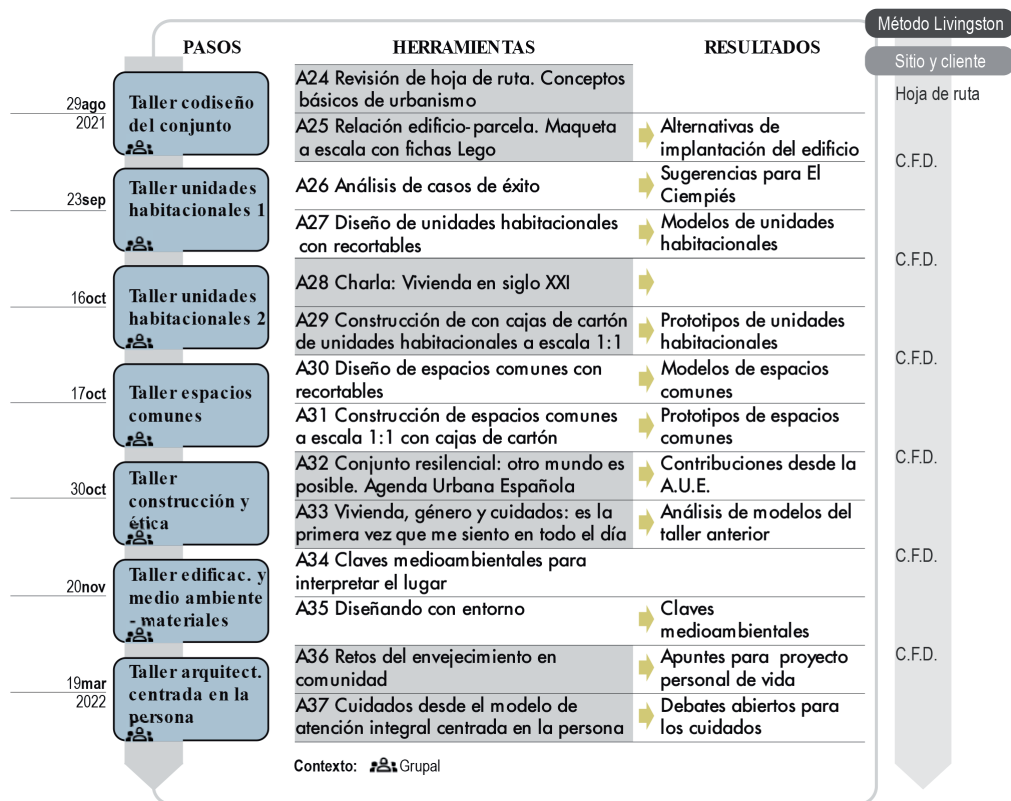 Método Livingston
PASOS
HERRAMIENTAS
RESULTADOS
Sitio y cliente
Hoja de ruta
29ago
2021
Taller codiseño
del conjunto
A24 Revisión de hoja de ruta. Conceptos
básicos de urbanismo
A25 Relación edificio-parcela. Maqueta
a escala con fichas Lego
Alternativas de
implantación del edificio
C.F.D.
23sep
Taller unidades
habitacionales 1
A26 Análisis de casos de éxito
Sugerencias para El
Ciempiés
A27 Diseño de unidades habitacionales
con recortables
Modelos de unidades
habitacionales
C.F.D.
16oct
Taller unidades
habitacionales 2
A28 Charla: Vivienda en siglo XXI
A29 Construcción de con cajas de cartón
de unidades habitacionales a escala 1:1
Prototipos de unidades
habitacionales
C.F.D.
17oct
Taller espacios
comunes
A30 Diseño de espacios comunes con
recortables
Modelos de espacios
comunes
A31 Construcción de espacios comunes
a escala 1:1 con cajas de cartón
Prototipos de espacios
comunes
C.F.D.
30oct
Taller
construcción y
ética
A32 Conjunto resilencial: otro mundo es
posible. Agenda Urbana Española
Contribuciones desde la
A.U.E.
A33 Vivienda, género y cuidados: es la
primera vez que me siento en todo el día
Análisis de modelos del
taller anterior
C.F.D.
20nov
Taller edificac. y
medio ambiente
- materiales
A34 Claves medioambientales para
interpretar el lugar
A35 Diseñando con entorno
Claves
medioambientales
C.F.D.
19mar
2022
Taller arquitect.
centrada en la
persona
A36 Retos del envejecimiento en
comunidad
Apuntes para proyecto
personal de vida
A37 Cuidados desde el modelo de
atención integral centrada en la persona
Debates abiertos para
los cuidados
Contexto: Grupal